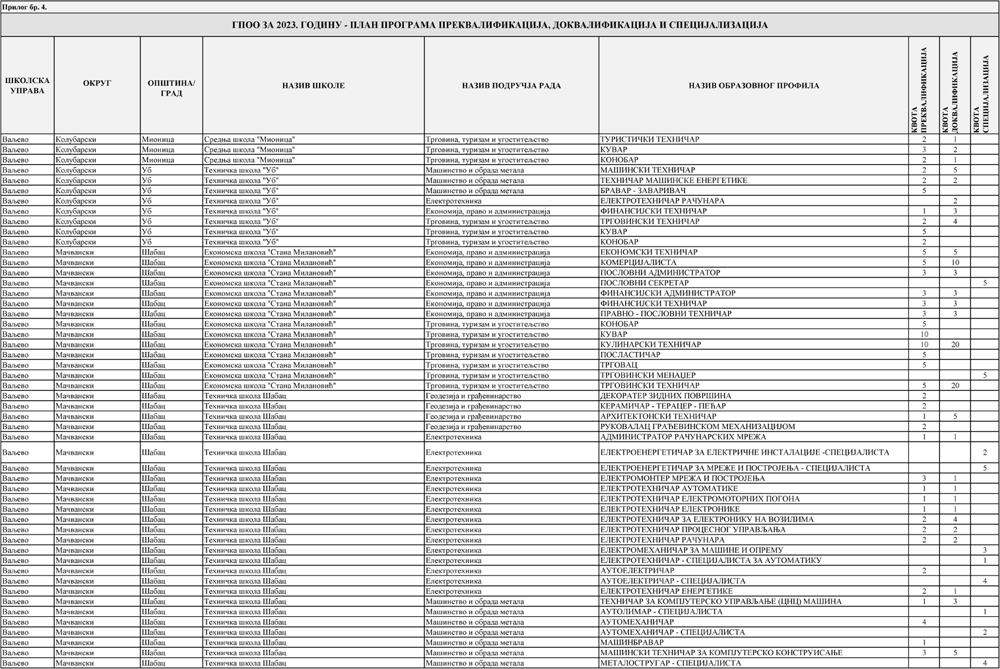 Прилог бр. 4.
ГПОО ЗА 2023. ГОДИНУ - ПЛАН ПРОГРАМА ПРЕКВАЛИФИКАЦИЈА, ДОКВАЛИФИКАЦИЈА И СПЕЦИЈАЛИЗАЦИЈА
ШКОЛСКА УПРАВА ОКРУГ ОПШТИНА/ ГРАД НАЗИВ ШКОЛЕ НАЗИВ ПОДРУЧЈА РАДА НАЗИВ ОБРАЗОВНОГ ПРОФИЛА КВОТА ПРЕКВАЛИФИКАЦИЈА КВОТА ДОКВАЛИФИКАЦИЈА КВОТА СПЕЦИЈАЛИЗАЦИЈА
Ваљево Колубарски Мионица Средња школа "Мионица" Трговина, туризам и угоститељство ТУРИСТИЧКИ ТЕХНИЧАР 2 1
Ваљево Колубарски Мионица Средња школа "Мионица" Трговина, туризам и угоститељство КУВАР 3 2
Ваљево Колубарски Мионица Средња школа "Мионица" Трговина, туризам и угоститељство КОНОБАР 2 1
Ваљево Колубарски Уб Техничка школа "Уб" Машинство и обрада метала МАШИНСКИ ТЕХНИЧАР 2 5
Ваљево Колубарски Уб Техничка школа "Уб" Машинство и обрада метала ТЕХНИЧАР МАШИНСКЕ ЕНЕРГЕТИКЕ 2 2
Ваљево Колубарски Уб Техничка школа "Уб" Машинство и обрада метала БРАВАР - ЗАВАРИВАЧ 5
Ваљево Колубарски Уб Техничка школа "Уб" Електротехника ЕЛЕКТРОТЕХНИЧАР РАЧУНАРА 2
Ваљево Колубарски Уб Техничка школа "Уб" Економија, право и администрација ФИНАНСИЈСКИ ТЕХНИЧАР 1 3
Ваљево Колубарски Уб Техничка школа "Уб" Трговина, туризам и угоститељство ТРГОВИНСКИ ТЕХНИЧАР 2 4
Ваљево Колубарски Уб Техничка школа "Уб" Трговина, туризам и угоститељство КУВАР 5
Ваљево Колубарски Уб Техничка школа "Уб" Трговина, туризам и угоститељство КОНОБАР 2
Ваљево Мачвански Шабац Економска школа "Стана Милановић" Економија, право и администрација ЕКОНОМСКИ ТЕХНИЧАР 5 5
Ваљево Мачвански Шабац Економска школа "Стана Милановић" Економија, право и администрација КОМЕРЦИЈАЛИСТА 5 10
Ваљево Мачвански Шабац Економска школа "Стана Милановић" Економија, право и администрација ПОСЛОВНИ АДМИНИСТРАТОР 3 3
Ваљево Мачвански Шабац Економска школа "Стана Милановић" Економија, право и администрација ПОСЛОВНИ СЕКРЕТАР 5
Ваљево Мачвански Шабац Економска школа "Стана Милановић" Економија, право и администрација ФИНАНСИЈСКИ АДМИНИСТРАТОР 3 3
Ваљево Мачвански Шабац Економска школа "Стана Милановић" Економија, право и администрација ФИНАНСИЈСКИ ТЕХНИЧАР 3 3
Ваљево Мачвански Шабац Економска школа "Стана Милановић" Економија, право и администрација ПРАВНО - ПОСЛОВНИ ТЕХНИЧАР 3 3
Ваљево Мачвански Шабац Економска школа "Стана Милановић" Трговина, туризам и угоститељство КОНОБАР 5
Ваљево Мачвански Шабац Економска школа "Стана Милановић" Трговина, туризам и угоститељство КУВАР 10
Ваљево Мачвански Шабац Економска школа "Стана Милановић" Трговина, туризам и угоститељство КУЛИНАРСКИ ТЕХНИЧАР 10 20
Ваљево Мачвански Шабац Економска школа "Стана Милановић" Трговина, туризам и угоститељство ПОСЛАСТИЧАР 5
Ваљево Мачвански Шабац Економска школа "Стана Милановић" Трговина, туризам и угоститељство ТРГОВАЦ 5
Ваљево Мачвански Шабац Економска школа "Стана Милановић" Трговина, туризам и угоститељство ТРГОВИНСКИ МЕНАЏЕР 5
Ваљево Мачвански Шабац Економска школа "Стана Милановић" Трговина, туризам и угоститељство ТРГОВИНСКИ ТЕХНИЧАР 5 20
Ваљево Мачвански Шабац Техничка школа Шабац Геодезија и грађевинарство ДЕКОРАТЕР ЗИДНИХ ПОВРШИНА 2
Ваљево Мачвански Шабац Техничка школа Шабац Геодезија и грађевинарство КЕРАМИЧАР - ТЕРАЦЕР - ПЕЋАР 2
Ваљево Мачвански Шабац Техничка школа Шабац Геодезија и грађевинарство АРХИТЕКТОНСКИ ТЕХНИЧАР 1 5
Ваљево Мачвански Шабац Техничка школа Шабац Геодезија и грађевинарство РУКОВАЛАЦ ГРАЂЕВИНСКОМ МЕХАНИЗАЦИЈОМ 2
Ваљево Мачвански Шабац Техничка школа Шабац Електротехника АДМИНИСТРАТОР РАЧУНАРСКИХ МРЕЖА 1 1
Ваљево Мачвански Шабац Техничка школа Шабац Електротехника ЕЛЕКТРОЕНЕРГЕТИЧАР ЗА ЕЛЕКТРИЧНЕ ИНСТАЛАЦИЈЕ -СПЕЦИЈАЛИСТА 2
Ваљево Мачвански Шабац Техничка школа Шабац Електротехника ЕЛЕКТРОЕНЕРГЕТИЧАР ЗА МРЕЖЕ И ПОСТРОЈЕЊА - СПЕЦИЈАЛИСТА 5
Ваљево Мачвански Шабац Техничка школа Шабац Електротехника ЕЛЕКТРОМОНТЕР МРЕЖА И ПОСТРОЈЕЊА 3 1
Ваљево Мачвански Шабац Техничка школа Шабац Електротехника ЕЛЕКТРОТЕХНИЧАР АУТОМАТИКЕ 1 1
Ваљево Мачвански Шабац Техничка школа Шабац Електротехника ЕЛЕКТРОТЕХНИЧАР ЕЛЕКТРОМОТОРНИХ ПОГОНА 1 1
Ваљево Мачвански Шабац Техничка школа Шабац Електротехника ЕЛЕКТРОТЕХНИЧАР ЕЛЕКТРОНИКЕ 1 1
Ваљево Мачвански Шабац Техничка школа Шабац Електротехника ЕЛЕКТРОТЕХНИЧАР ЗА ЕЛЕКТРОНИКУ НА ВОЗИЛИМА 2 4
Ваљево Мачвански Шабац Техничка школа Шабац Електротехника ЕЛЕКТРОТЕХНИЧАР ПРОЦЕСНОГ УПРАВЉАЊА 2 2
Ваљево Мачвански Шабац Техничка школа Шабац Електротехника ЕЛЕКТРОТЕХНИЧАР РАЧУНАРА 2 2
Ваљево Мачвански Шабац Техничка школа Шабац Електротехника ЕЛЕКТРОМЕХАНИЧАР ЗА МАШИНЕ И ОПРЕМУ 3
Ваљево Мачвански Шабац Техничка школа Шабац Електротехника ЕЛЕКТРОТЕХНИЧАР - СПЕЦИЈАЛИСТА ЗА АУТОМАТИКУ 1
Ваљево Мачвански Шабац Техничка школа Шабац Електротехника АУТОЕЛЕКТРИЧАР 2
Ваљево Мачвански Шабац Техничка школа Шабац Електротехника АУТОЕЛЕКТРИЧАР - СПЕЦИЈАЛИСТА 4
Ваљево Мачвански Шабац Техничка школа Шабац Електротехника ЕЛЕКТРОТЕХНИЧАР ЕНЕРГЕТИКЕ 2 1
Ваљево Мачвански Шабац Техничка школа Шабац Машинство и обрада метала ТЕХНИЧАР ЗА КОМПЈУТЕРСКО УПРАВЉАЊЕ (ЦНЦ) МАШИНА 1 3
Ваљево Мачвански Шабац Техничка школа Шабац Машинство и обрада метала АУТОЛИМАР - СПЕЦИЈАЛИСТА 1
Ваљево Мачвански Шабац Техничка школа Шабац Машинство и обрада метала АУТОМЕХАНИЧАР 4
Ваљево Мачвански Шабац Техничка школа Шабац Машинство и обрада метала АУТОМЕХАНИЧАР - СПЕЦИЈАЛИСТА 2
Ваљево Мачвански Шабац Техничка школа Шабац Машинство и обрада метала МАШИНБРАВАР 1
Ваљево Мачвански Шабац Техничка школа Шабац Машинство и обрада метала МАШИНСКИ ТЕХНИЧАР ЗА КОМПЈУТЕРСКО КОНСТРУИСАЊЕ 3 5
Ваљево Мачвански Шабац Техничка школа Шабац Машинство и обрада метала МЕТАЛОСТРУГАР - СПЕЦИЈАЛИСТА 4